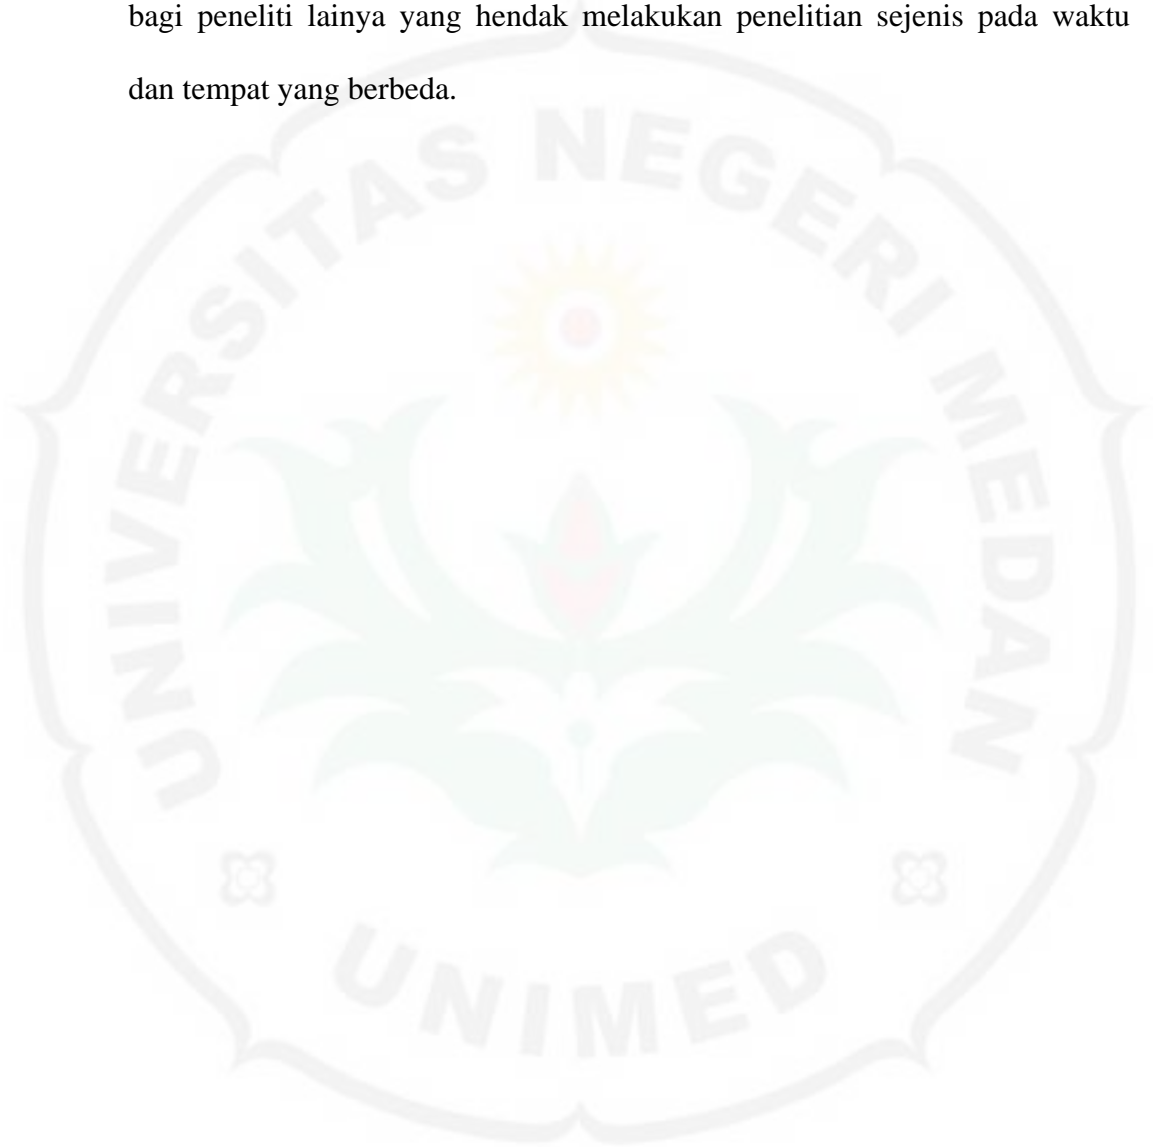 bagi peneliti lainya yang hendak melakukan penelitian sejenis pada waktu
dan tempat yang berbeda.
UNIVERSITAS NEGERI MEDAN
UNIMED